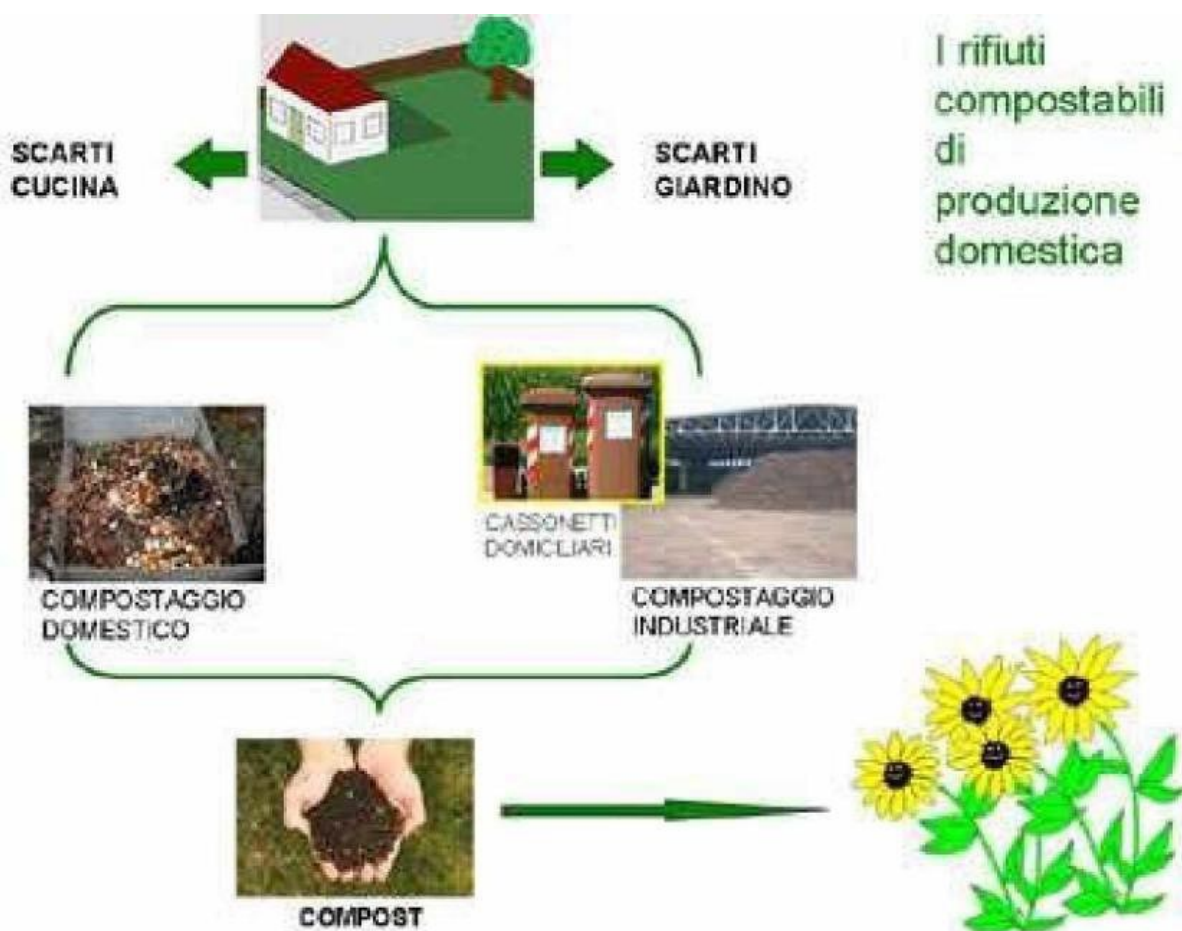 I rifiuti
compostabili
di
produzione
domestica
SCARTI
CUCINA
SCARTI
GIARDINO
CASSONETTI
DOMICILIARI
COMPOSTAGGIO
DOMESTICO
COMPOSTAGGIO
INDUSTRIALE
COMPOST